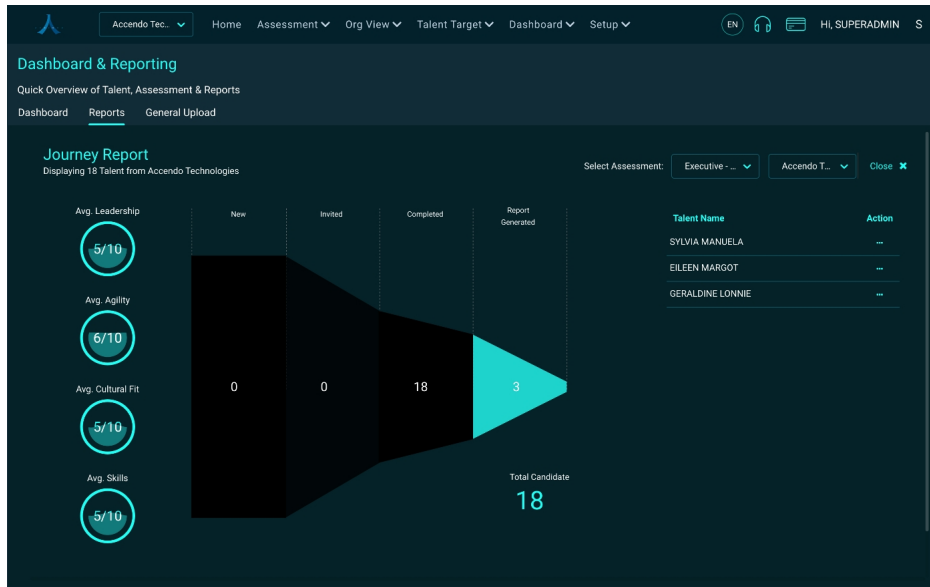 Accendo Tec.. Home Assessment Org View Talent Target Dashboard Setup EN Hi, SUPERADMIN S
Dashboard & Reporting
Quick Overview of Talent, Assessment & Reports
Dashboard Reports General Upload
Journey Report
Displaying 18 Talent from Accendo Technologies
Select Assessment: Executive - ... Accendo T... Close
Avg. Leadership
5/10
Avg. Agility
6/10
Avg. Cultural Fit
5/10
Avg. Skills
5/10
New
Invited
Completed
Report
Generated
0
0
18
3
Total Candidate
18
Talent Name Action
SYLVIA MANUELA ...
EILEEN MARGOT ...
GERALDINE LONNIE ...